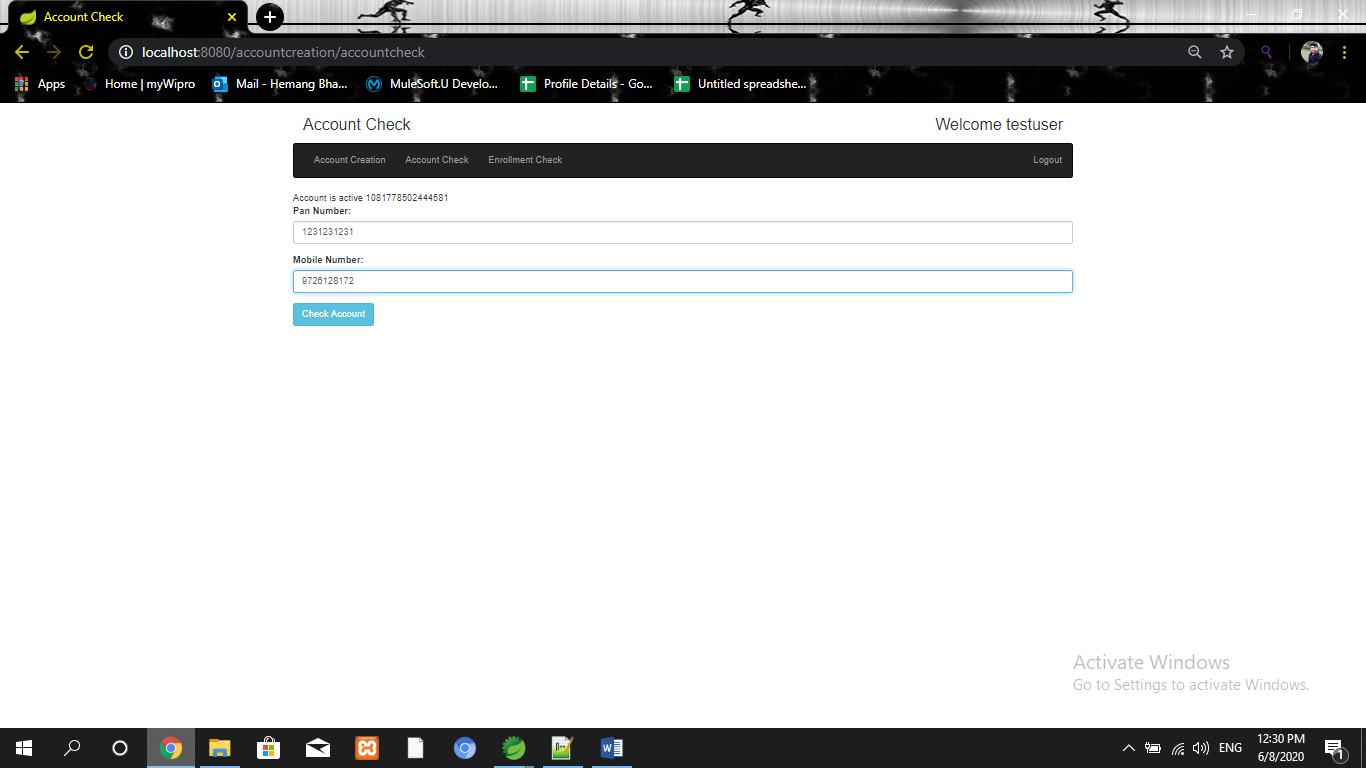 Account Check
localhost:8080/accountcreation/accountcheck
Apps Home | myWipro Mail - Hemang Bha... MuleSoft.U Develo... Profile Details - Go... Untitled spreadshe...
Account Check Welcome testuser
Account Creation Account Check Enrollment Check Logout
Account is active 1081778502444581
Pan Number:
1231231231
Mobile Number:
9726128172
Check Account
Activate Windows
Go to Settings to activate Windows.
ENG 12:30 PM
6/8/2020
1